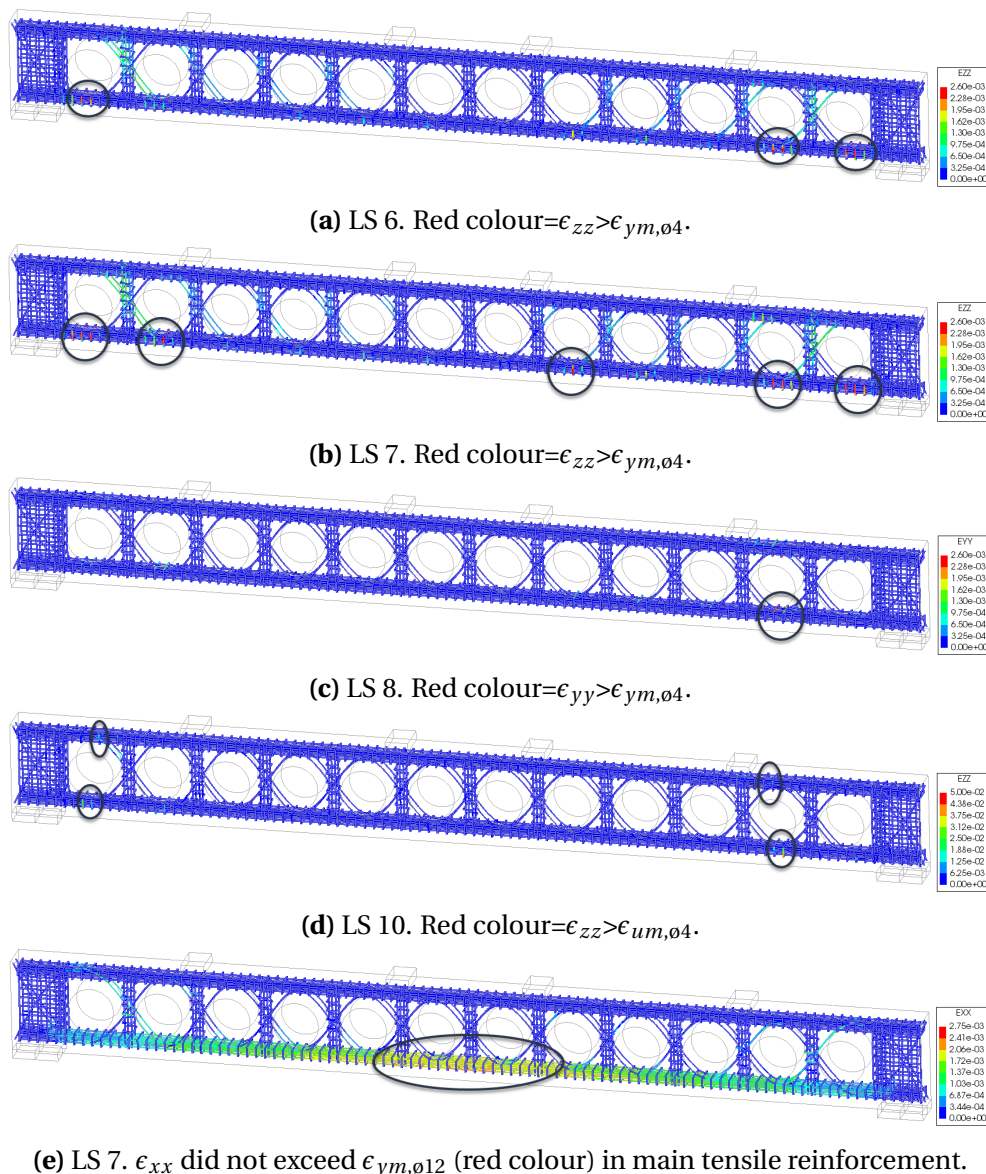 EZZ
2.60e-03
2.28e-03
1.95e-03
1.62e-03
1.30e-03
9.75e-04
6.50e-04
3.25e-04
0.00e+00
(a) LS 6. Red colour=ϵzz>ϵym,ø4.
EZZ
2.60e-03
2.28e-03
1.95e-03
1.62e-03
1.30e-03
9.75e-04
6.50e-04
3.25e-04
0.00e+00
(b) LS 7. Red colour=ϵzz>ϵym,ø4.
EYY
2.60e-03
2.28e-03
1.95e-03
1.62e-03
1.30e-03
9.75e-04
6.50e-04
3.25e-04
0.00e+00
(c) LS 8. Red colour=ϵyy>ϵym,ø4.
EZZ
5.00e-02
4.38e-02
3.75e-02
3.12e-02
2.50e-02
1.88e-02
1.25e-02
6.25e-03
0.00e+00
(d) LS 10. Red colour=ϵzz>ϵum,ø4.
EXX
2.75e-03
2.41e-03
2.06e-03
1.72e-03
1.37e-03
1.03e-03
6.87e-04
3.44e-04
0.00e+00
(e) LS 7. ϵxx did not exceed ϵym,ø12 (red colour) in main tensile reinforcement.